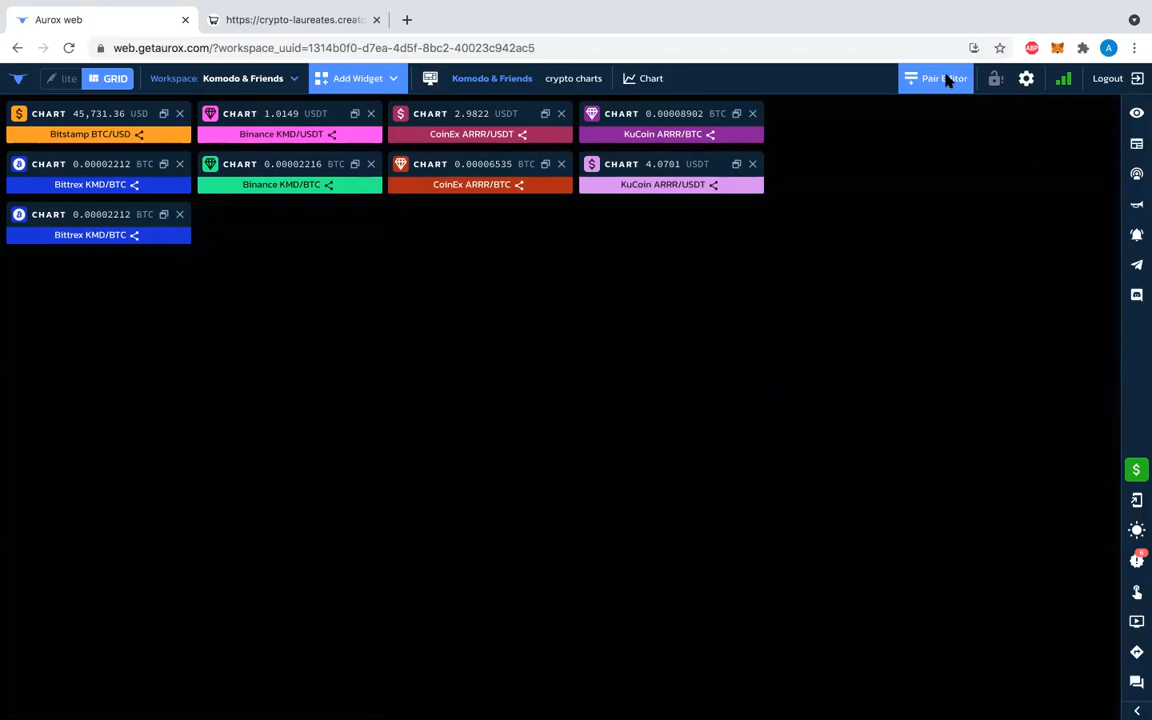 Aurox web
https://crypto-laureates.creato
web.getaurox.com/?workspace_uuid=1314b0f0-d7ea-4d5f-8bc2-40023c942ac5
A
lite GRID Workspace: Komodo & Friends Add Widget Komodo & Friends crypto charts Chart Pair Editor Logout
CHART 45,731.36 USD CHART 1.0149 USDT CHART 2.9822 USDT CHART 0.00008902 BTC
Bitstamp BTC/USD Binance KMD/USDT CoinEx ARRR/USDT KuCoin ARRR/BTC
CHART 0.00002212 BTC CHART 0.00002216 BTC CHART 0.00006535 BTC CHART 4.0701 USDT
Bittrex KMD/BTC Binance KMD/BTC CoinEx ARRR/BTC KuCoin ARRR/USDT
CHART 0.00002212 BTC
Bittrex KMD/BTC